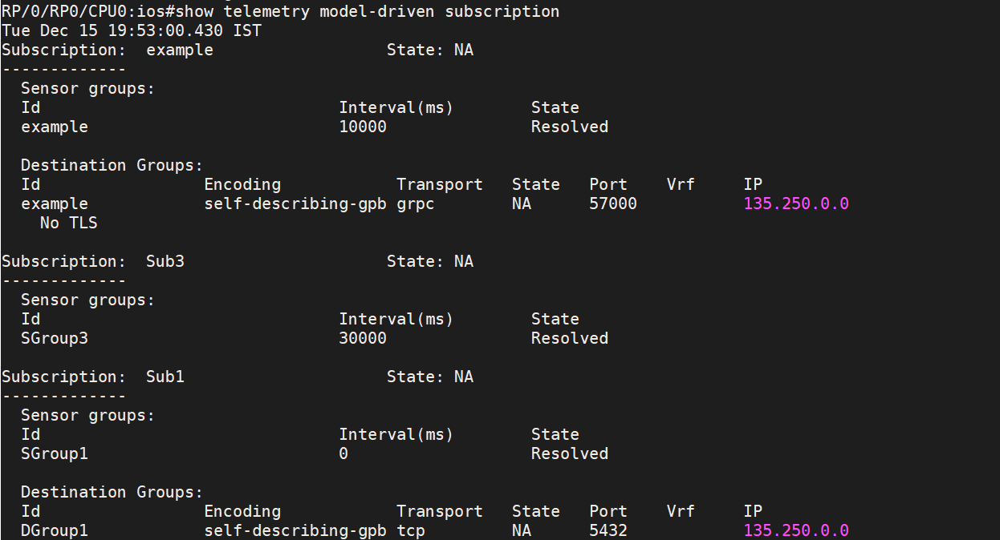 RP/0/RP0/CPU0:ios#show telemetry model-driven subscription
Tue Dec 15 19:53:00.430 IST
Subscription:  example                  State: NA
-------------
  Sensor groups:
  Id                               Interval(ms)        State
  example                          10000               Resolved

  Destination Groups:
  Id                 Encoding            Transport   State   Port    Vrf     IP
  example            self-describing-gpb grpc        NA      57000           135.250.0.0
    No TLS

Subscription:  Sub3                     State: NA
-------------
  Sensor groups:
  Id                               Interval(ms)        State
  SGroup3                          30000               Resolved

Subscription:  Sub1                     State: NA
-------------
  Sensor groups:
  Id                               Interval(ms)        State
  SGroup1                          0                   Resolved

  Destination Groups:
  Id                 Encoding            Transport   State   Port    Vrf     IP
  DGroup1            self-describing-gpb tcp         NA      5432            135.250.0.0